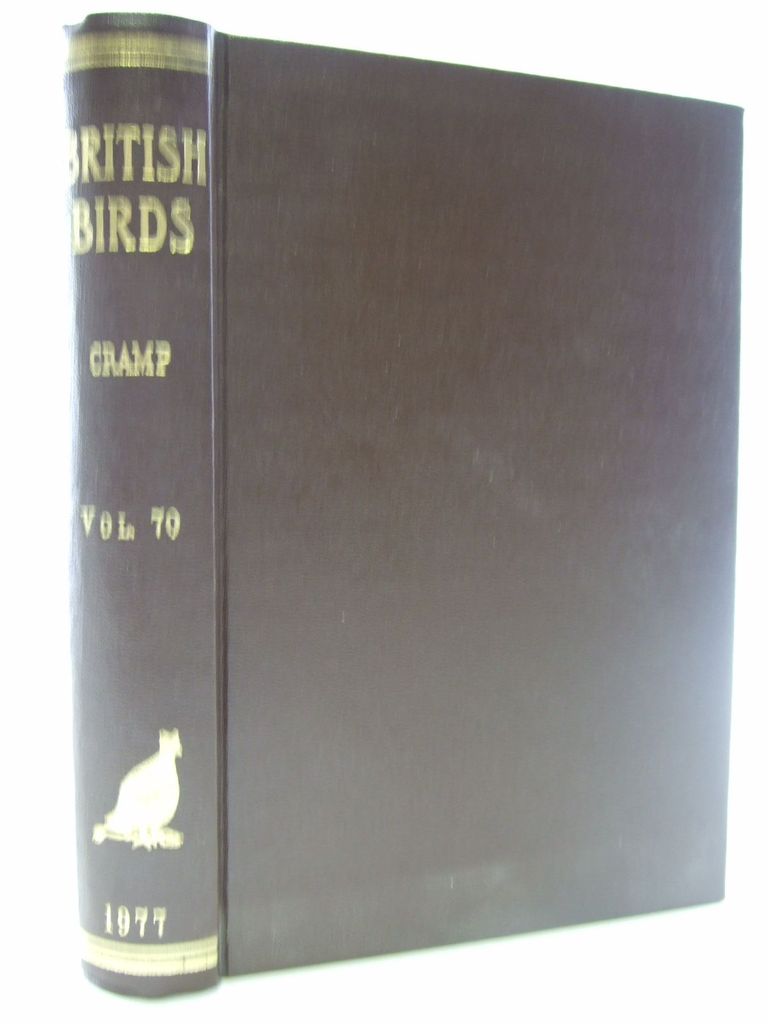 BRITISH
BIRDS
CRAMP
VOL. 70
1977